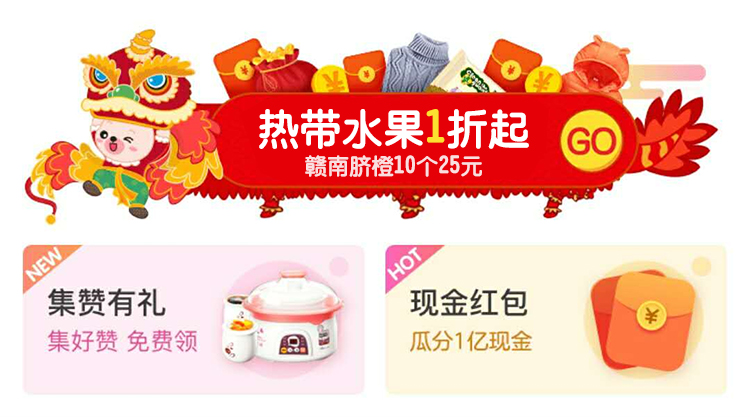 热带水果1折起
赣南脐橙10个25元
GO
NEW
集赞有礼
集好赞 免费领
HOT
现金红包
瓜分1亿现金